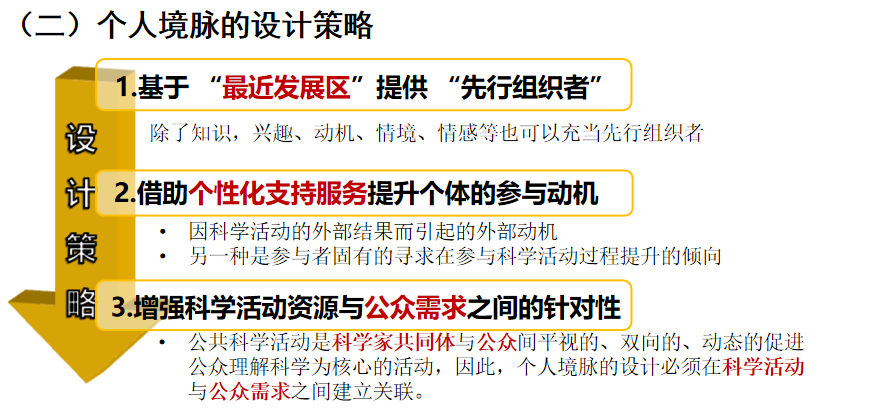 （二）个人境脉的设计策略
设计策略
1.基于 “最近发展区”提供 “先行组织者”
除了知识，兴趣、动机、情境、情感等也可以充当先行组织者
2.借助个性化支持服务提升个体的参与动机
• 因科学活动的外部结果而引起的外部动机
• 另一种是参与者固有的寻求在参与科学活动过程提升的倾向
3.增强科学活动资源与公众需求之间的针对性
• 公共科学活动是科学家共同体与公众间平视的、双向的、动态的促进
公众理解科学为核心的活动，因此，个人境脉的设计必须在科学活动
与公众需求之间建立关联。